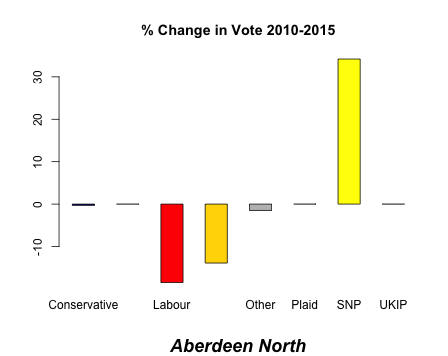 % Change in Vote 2010-2015
30
20
10
0
-10
Conservative Labour Other Plaid SNP UKIP
Aberdeen North